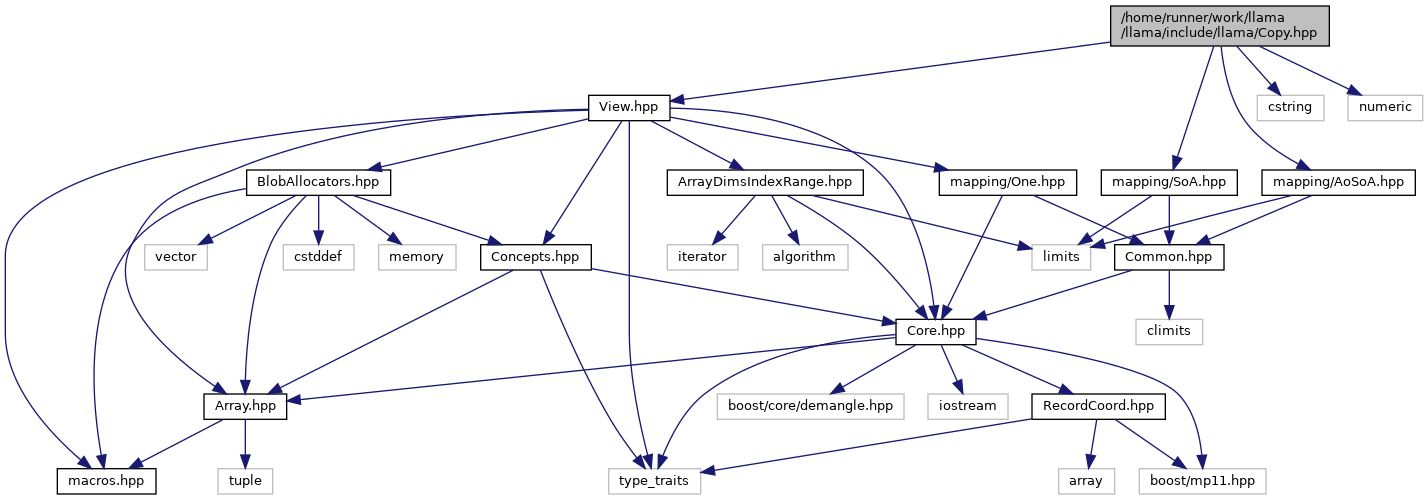 /home/runner/work/llama
/llama/include/llama/Copy.hpp
View.hpp
cstring
numeric
BlobAllocators.hpp
ArrayDimsIndexRange.hpp
mapping/One.hpp
mapping/SoA.hpp
mapping/AoSoA.hpp
vector
cstddef
memory
Concepts.hpp
iterator
algorithm
limits
Common.hpp
Core.hpp
climits
Array.hpp
boost/core/demangle.hpp
iostream
RecordCoord.hpp
macros.hpp
tuple
type_traits
array
boost/mp11.hpp